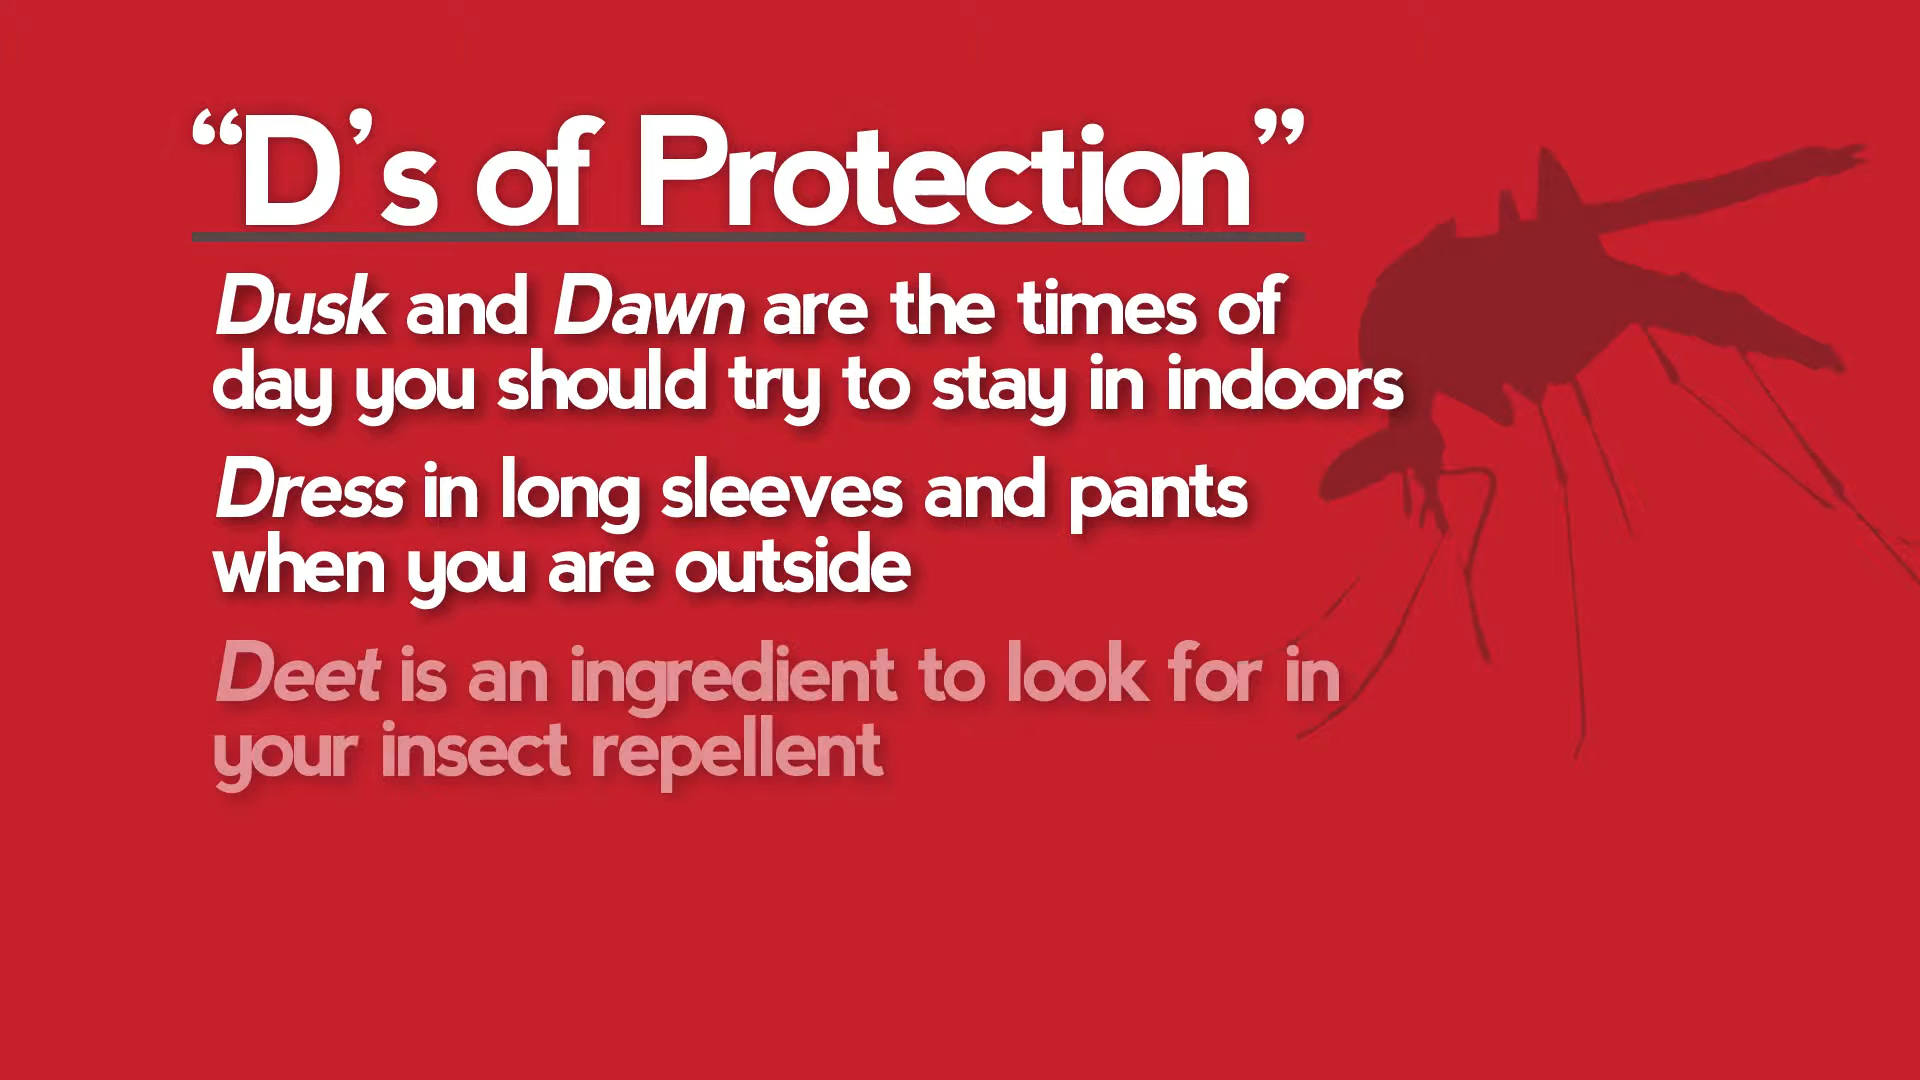 “D’s of Protection”
Dusk and Dawn are the times of
day you should try to stay in indoors
Dress in long sleeves and pants
when you are outside
Deet is an ingredient to look for in
your insect repellent